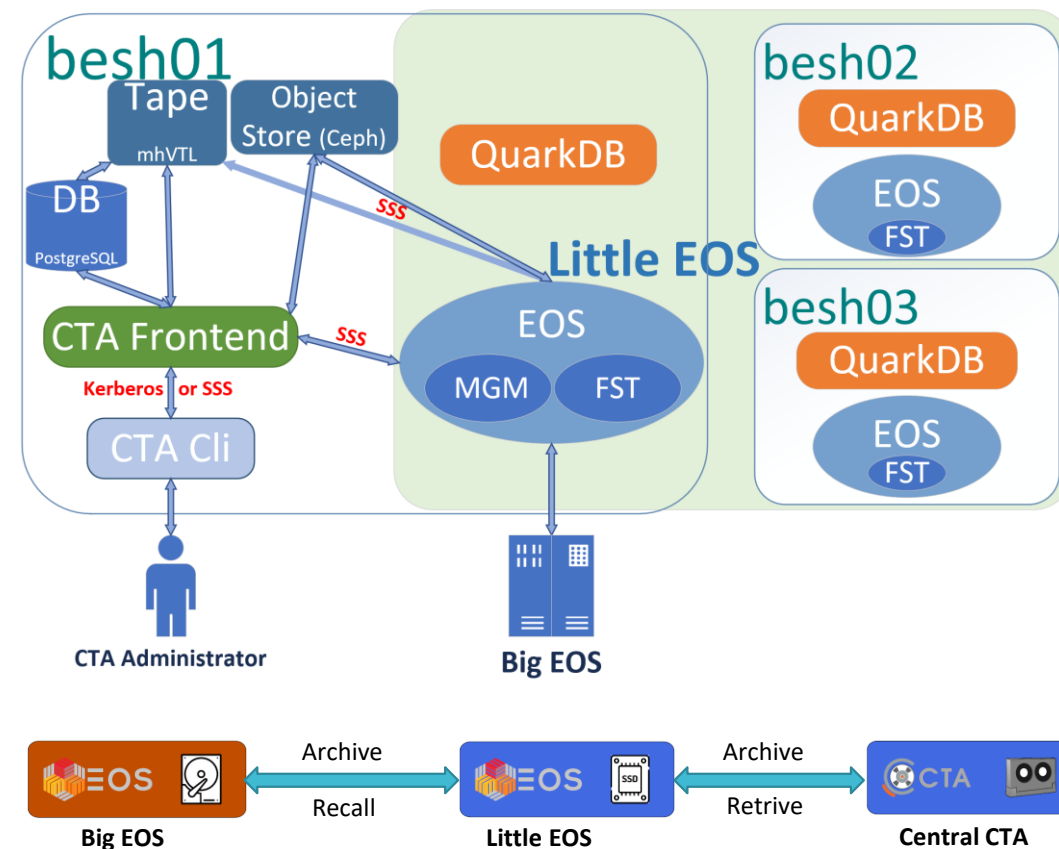 besh01
Tape
mhVTL
Object
Store (Ceph)
QuarkDB
DB
PostgreSQL
SSS
Little EOS
CTA Frontend
SSS
EOS
MGM
FST
Kerberos or SSS
CTA Cli
CTA Administrator
Big EOS
besh02
QuarkDB
EOS
FST
besh03
QuarkDB
EOS
FST
EOS
Archive
Recall
EOS
SSD
Archive
Retrive
CTA
Big EOS
Little EOS
Central CTA